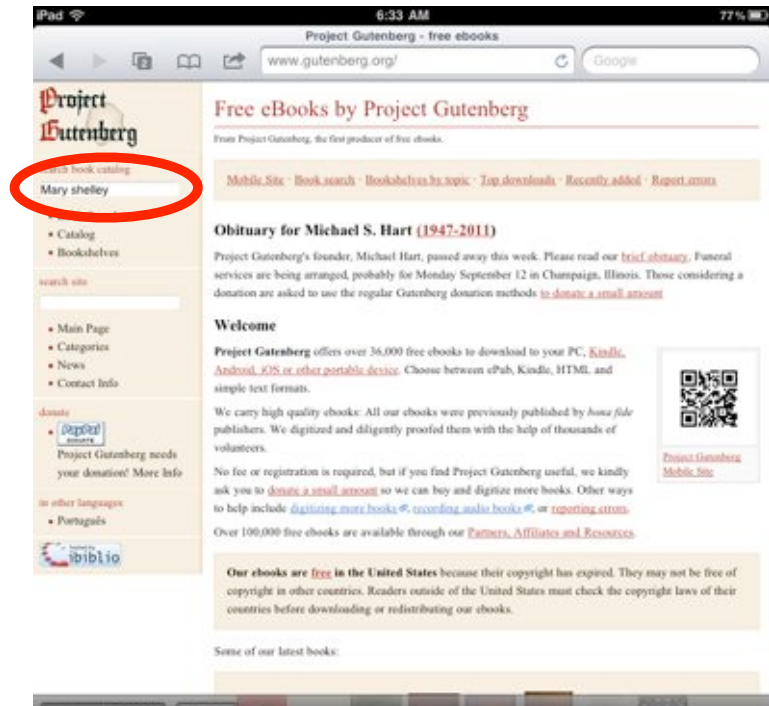 iPad 6:33 AM 77%
Project Gutenberg - free ebooks
www.gutenberg.org/ Google
Project
Gutenberg
search book catalog
Mary shelley
• Catalog
• Bookshelves
search site
• Main Page
• Categories
• News
• Contact Info
donate
• PayPal
DONATE
Project Gutenberg needs
your donation! More Info
in other languages
• Português
hosted by
ibiblio
Free eBooks by Project Gutenberg
From Project Gutenberg, the first producer of free ebooks.
Mobile Site · Book search · Bookshelves by topic · Top downloads · Recently added · Report errors
Obituary for Michael S. Hart (1947-2011)
Project Gutenberg's founder, Michael Hart, passed away this week. Please read our brief obituary. Funeral
services are being arranged, probably for Monday September 12 in Champaign, Illinois. Those considering a
donation are asked to use the regular Gutenberg donation methods to donate a small amount
Welcome
Project Gutenberg offers over 36,000 free ebooks to download to your PC, Kindle,
Android, iOS or other portable device. Choose between ePub, Kindle, HTML and
simple text formats.
We carry high quality ebooks: All our ebooks were previously published by bona fide
publishers. We digitized and diligently proofed them with the help of thousands of
volunteers.
No fee or registration is required, but if you find Project Gutenberg useful, we kindly
ask you to donate a small amount so we can buy and digitize more books. Other ways
to help include digitizing more books, recording audio books, or reporting errors.
Over 100,000 free ebooks are available through our Partners, Affiliates and Resources.
Project Gutenberg
Mobile Site
Our ebooks are free in the United States because their copyright has expired. They may not be free of
copyright in other countries. Readers outside of the United States must check the copyright laws of their
countries before downloading or redistributing our ebooks.
Some of our latest books: